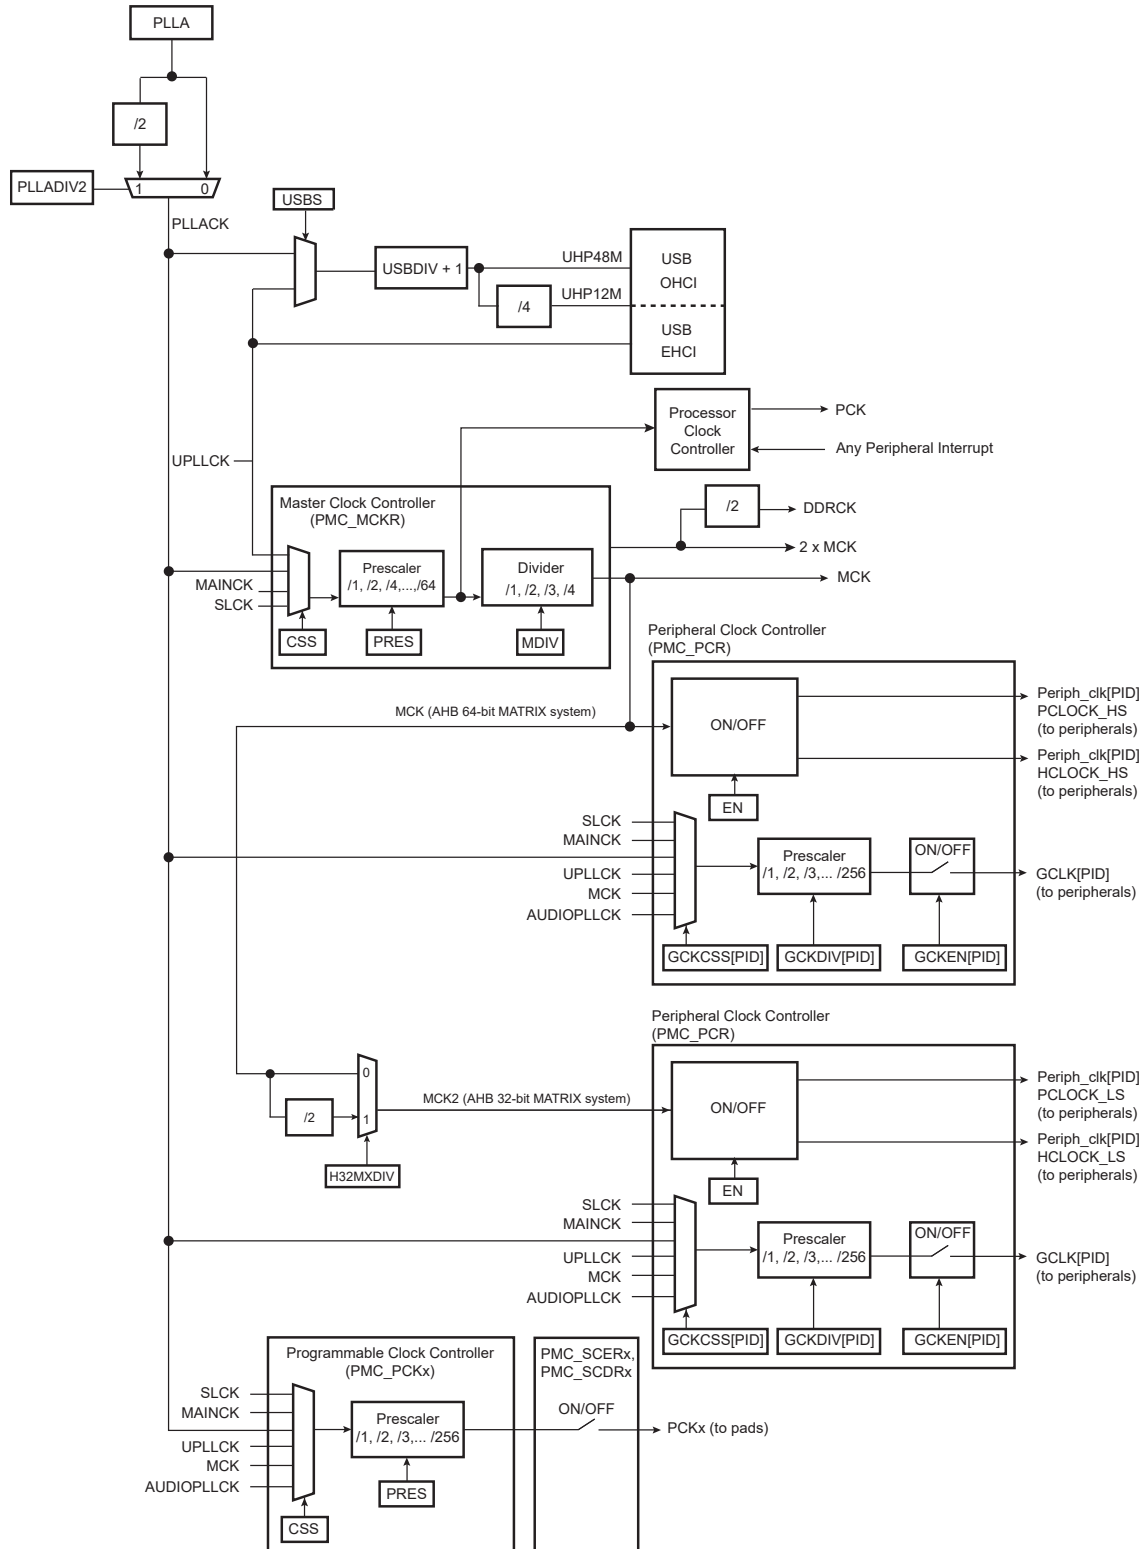 PLLA
/2
PLLADIV2
1
0
PLLACK
USBS
USBDIV + 1
UHP48M
USB
OHCI
/4
UHP12M
USB
EHCI
Processor
Clock
Controller
PCK
Any Peripheral Interrupt
UPLLCK
Master Clock Controller
(PMC_MCKR)
/2
DDRCK
2 x MCK
Prescaler
/1, /2, /4,...,/64
Divider
/1, /2, /3, /4
MCK
MAINCK
SLCK
CSS
PRES
MDIV
Peripheral Clock Controller
(PMC_PCR)
MCK (AHB 64-bit MATRIX system)
ON/OFF
Periph_clk[PID]
PCLOCK_HS
(to peripherals)
Periph_clk[PID]
HCLOCK_HS
(to peripherals)
EN
SLCK
MAINCK
UPLLCK
MCK
AUDIOPLLCK
Prescaler
/1, /2, /3,... /256
ON/OFF
GCLK[PID]
(to peripherals)
GCKCSS[PID]
GCKDIV[PID]
GCKEN[PID]
Peripheral Clock Controller
(PMC_PCR)
0
/2
1
MCK2 (AHB 32-bit MATRIX system)
H32MXDIV
ON/OFF
Periph_clk[PID]
PCLOCK_LS
(to peripherals)
Periph_clk[PID]
HCLOCK_LS
(to peripherals)
EN
SLCK
MAINCK
UPLLCK
MCK
AUDIOPLLCK
Prescaler
/1, /2, /3,... /256
ON/OFF
GCLK[PID]
(to peripherals)
GCKCSS[PID]
GCKDIV[PID]
GCKEN[PID]
Programmable Clock Controller
(PMC_PCKx)
PMC_SCERx,
PMC_SCDRx
SLCK
MAINCK
UPLLCK
MCK
AUDIOPLLCK
Prescaler
/1, /2, /3,... /256
ON/OFF
PCKx (to pads)
PRES
CSS